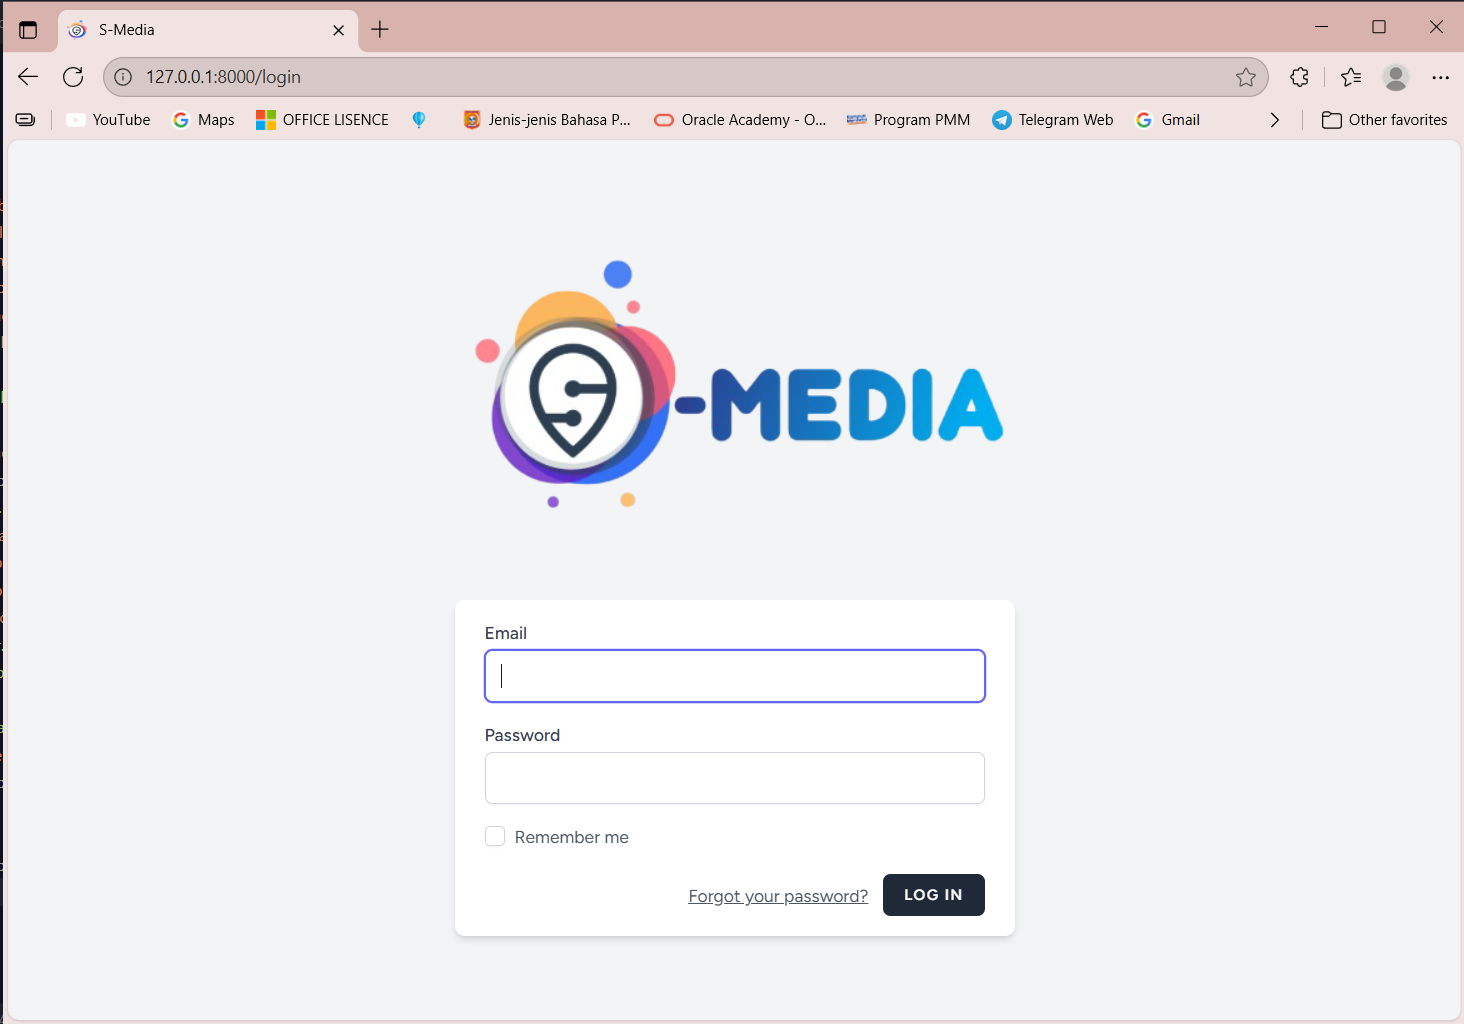 S-Media
127.0.0.1:8000/login
YouTube Maps OFFICE LISENCE Jenis-jenis Bahasa P... Oracle Academy - O... Program PMM Telegram Web Gmail Other favorites
S-MEDIA
Email
Password
Remember me
Forgot your password? LOG IN